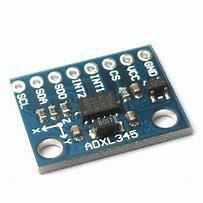 SCL SDA SDO INT2 INT1 CS VCC GND
X Y Z
ADXL345